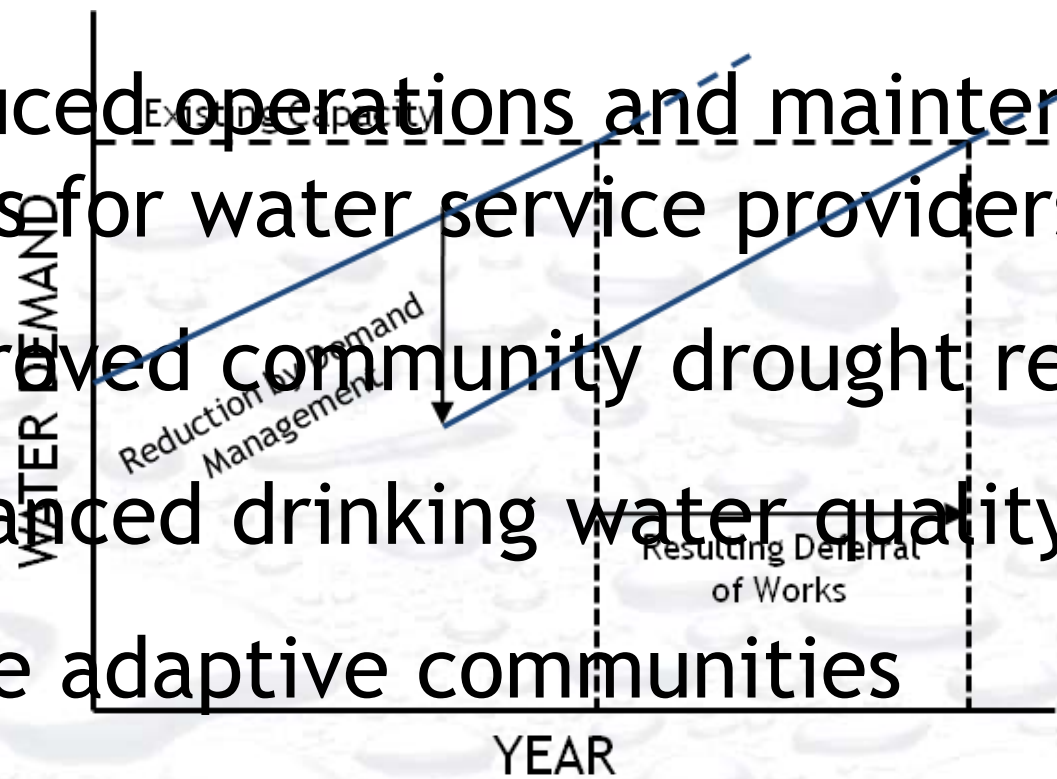 uced operations and mainten
Existing Capacity
s for water service providers
WATER DEMAND
Reduction by Demand
Management
roved community drought re
anced drinking water quality
Resulting Deferral
of Works
e adaptive communities
YEAR